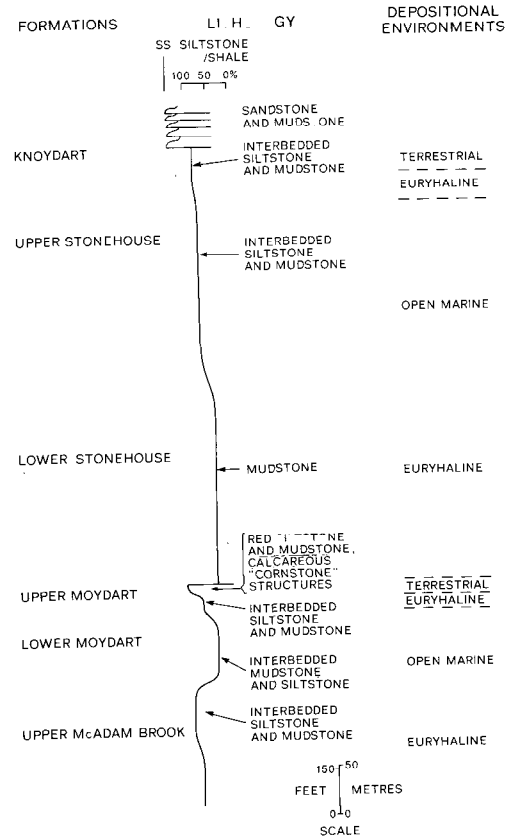 FORMATIONS
DEPOSITIONAL
ENVIRONMENTS
SS SILTSTONE
/SHALE
100 50 0%
SANDSTONE
AND
KNOYDART
INTERBEDDED
SILTSTONE
AND MUDSTONE
TERRESTRIAL
EURYHALINE
UPPER STONEHOUSE
INTERBEDDED
SILTSTONE
AND MUDSTONE
OPEN MARINE
LOWER STONEHOUSE
MUDSTONE
EURYHALINE
RED
AND MUDSTONE,
CALCAREOUS
"CORNSTONE"
STRUCTURES
TERRESTRIAL
EURYHALINE
UPPER MOYDART
INTERBEDDED
SILTSTONE
AND MUDSTONE
LOWER MOYDART
INTERBEDDED
MUDSTONE
AND SILTSTONE
OPEN MARINE
INTERBEDDED
SILTSTONE
AND MUDSTONE
UPPER McADAM BROOK
EURYHALINE
150 50
FEET METRES
0 0
SCALE